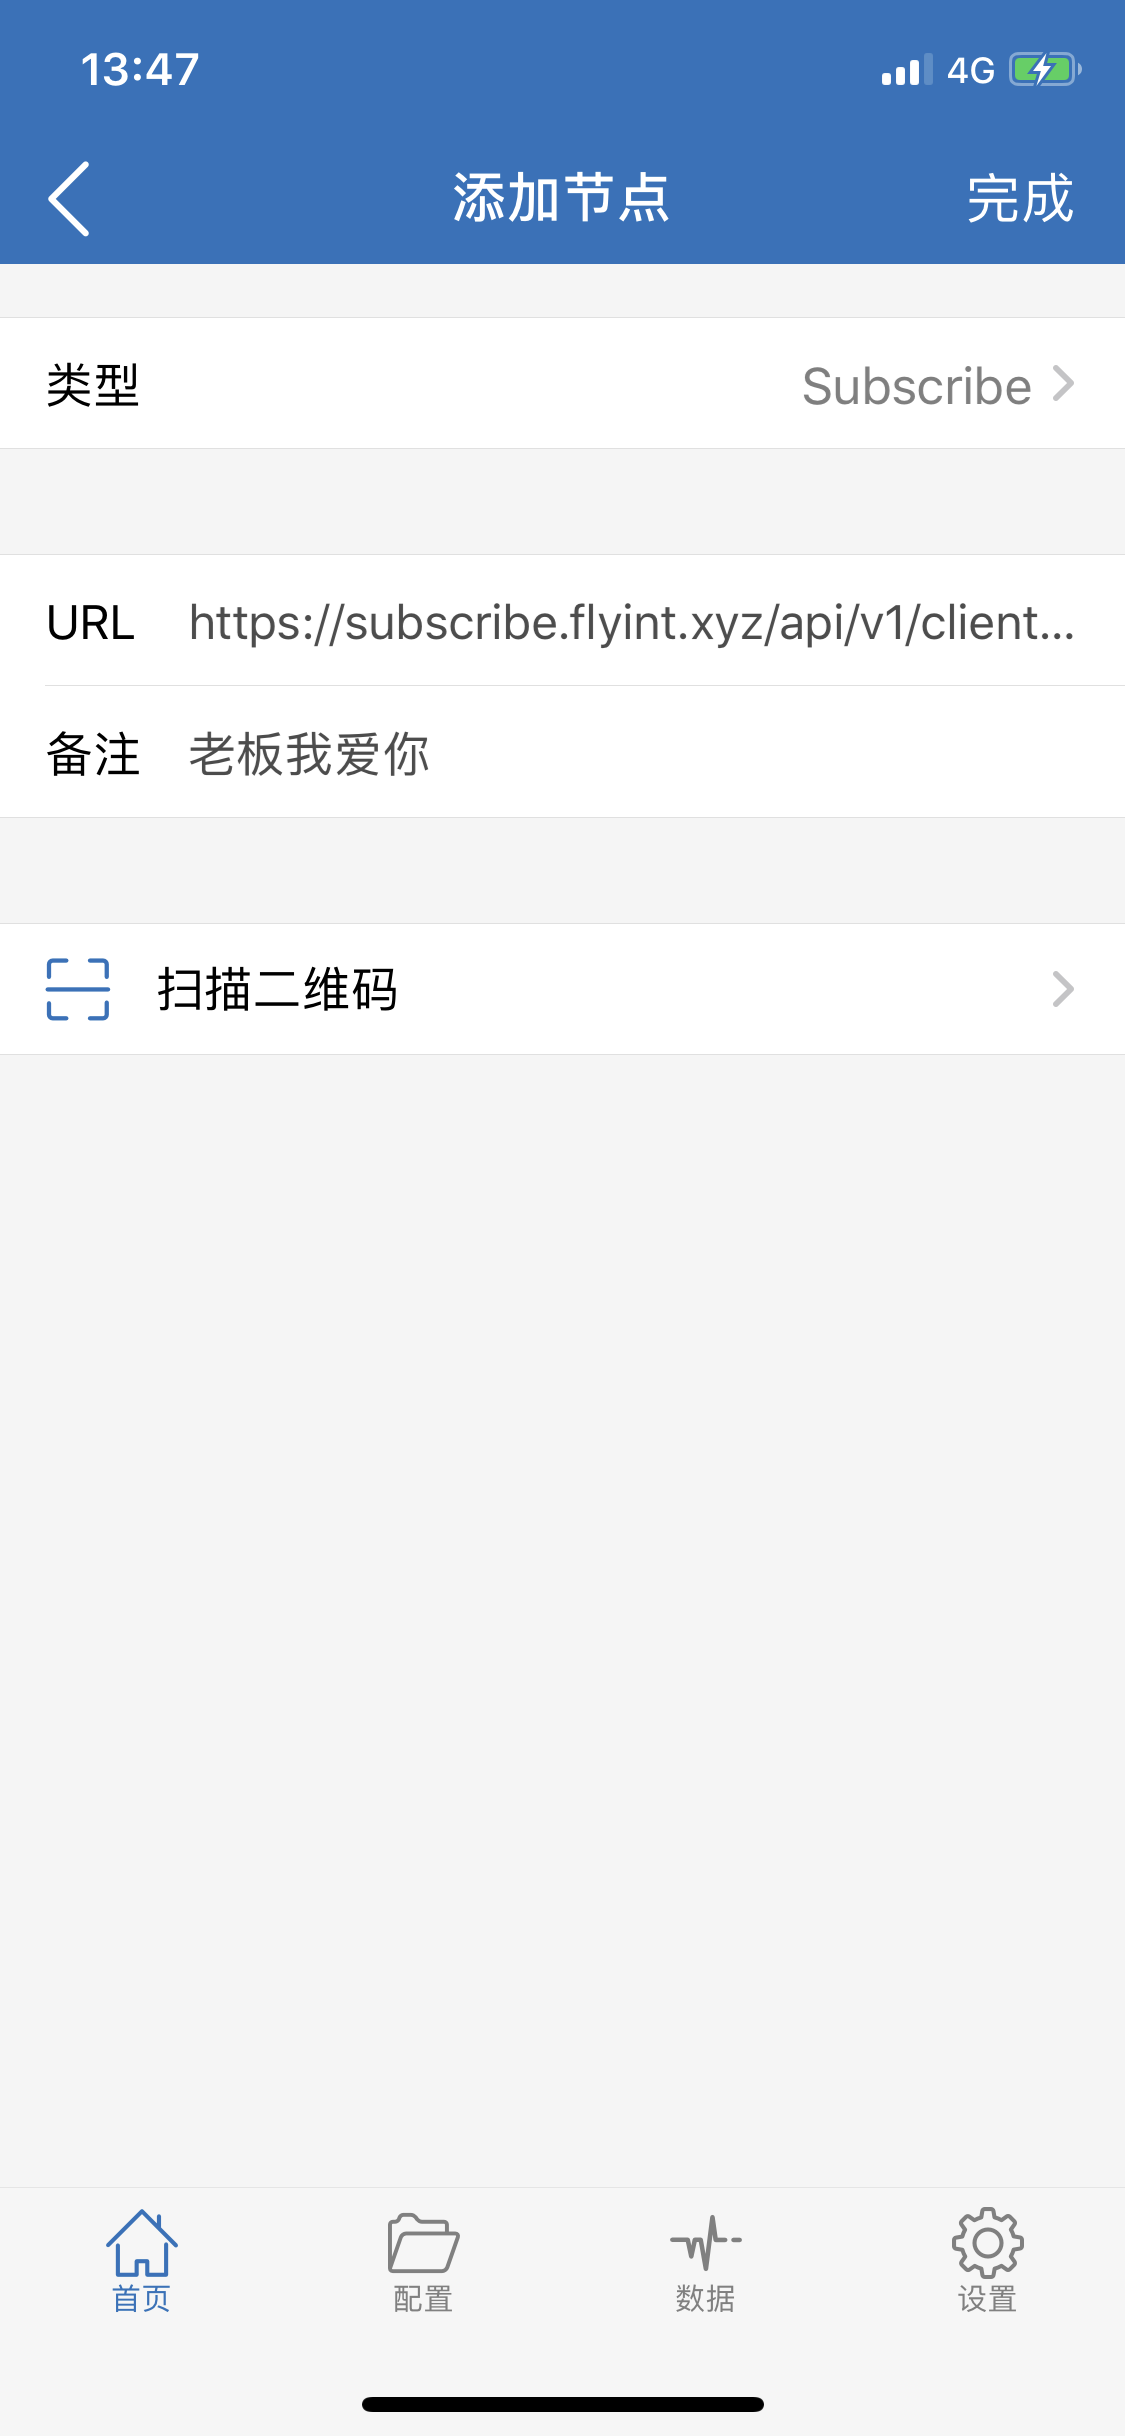 13:47
4G
添加节点
完成
类型
Subscribe
URL
https://subscribe.flyint.xyz/api/v1/client...
备注
老板我爱你
扫描二维码
首页
配置
数据
设置